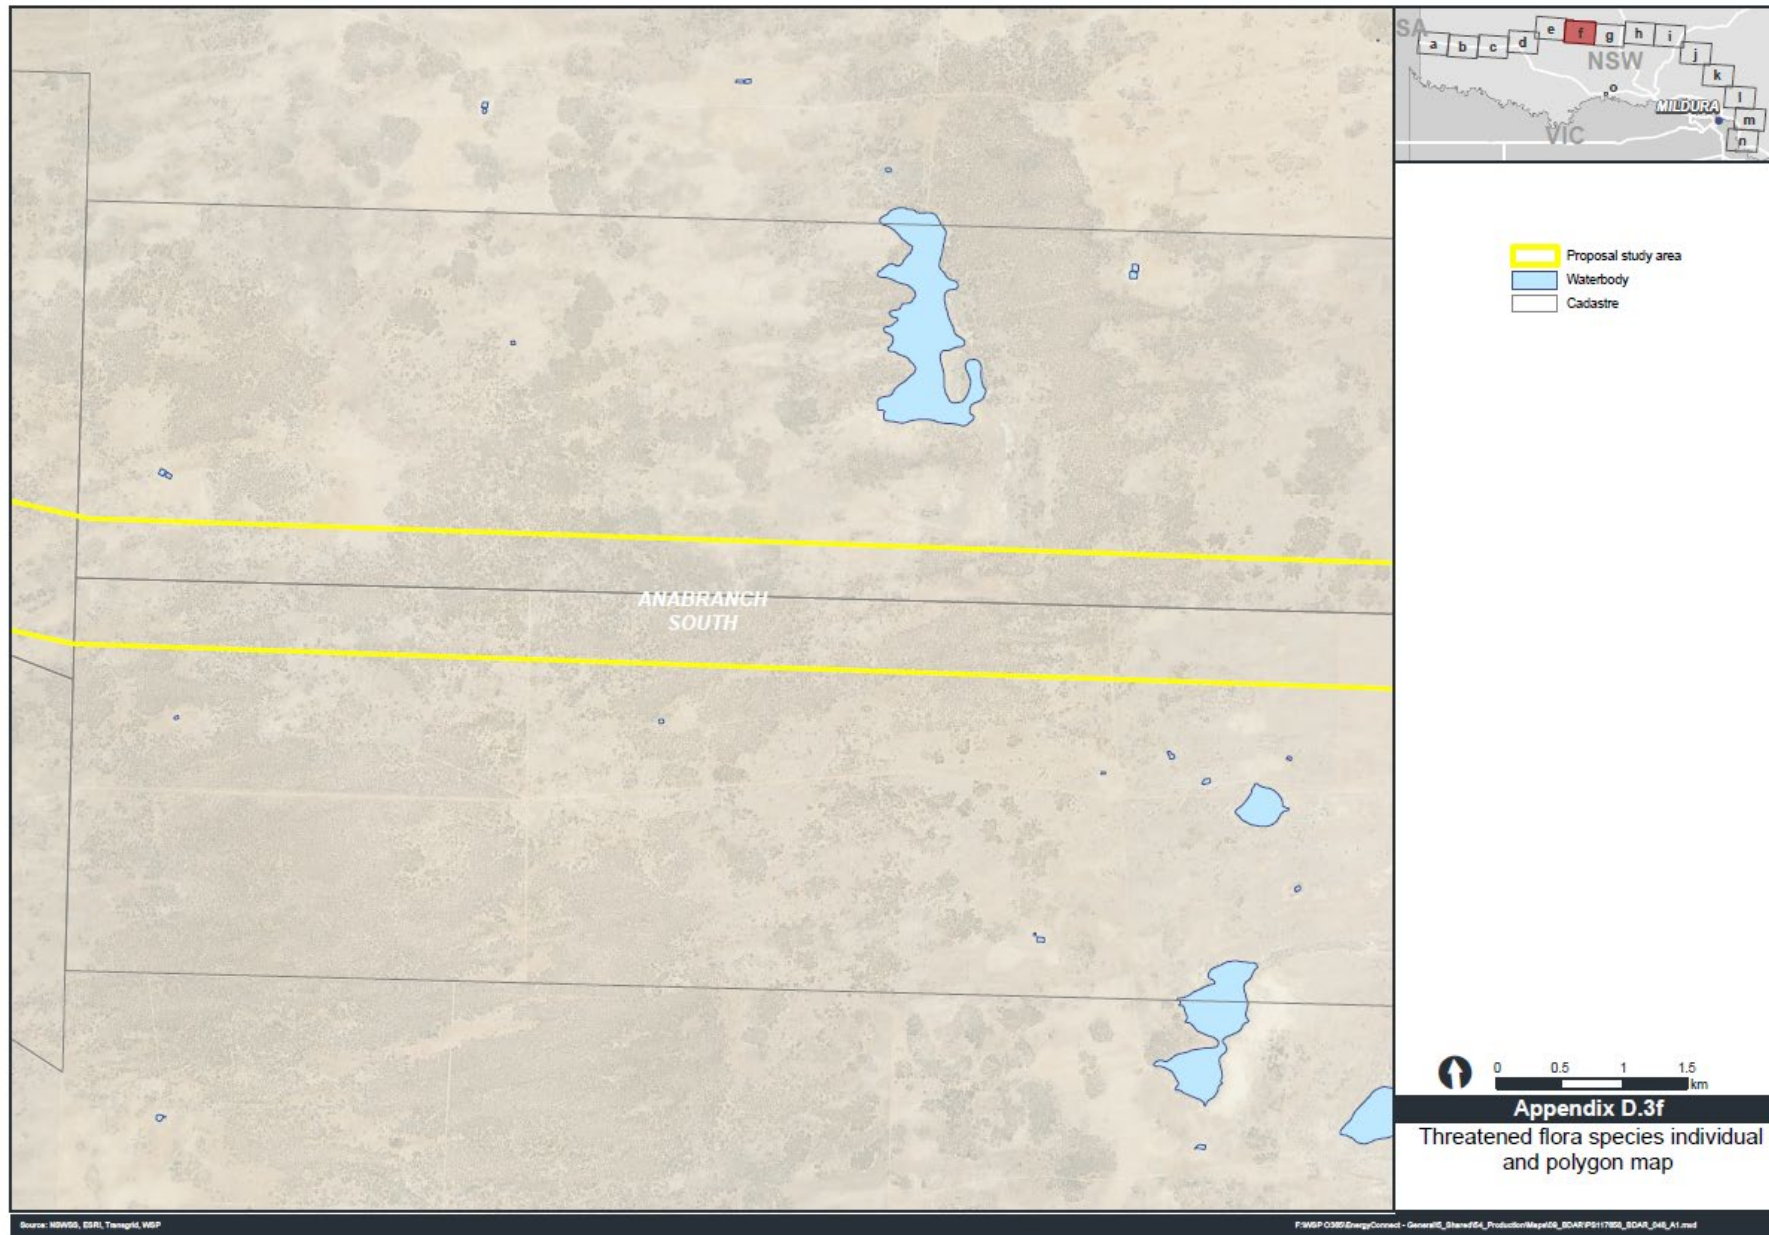 SA
a
b
c
d
e
f
g
h
i
j
k
l
m
n
o
NSW
MILDURA
VIC
Proposal study area
Waterbody
Cadastre
ANABRANCH
SOUTH
0 0.5 1 1.5
km
Appendix D.3f
Threatened flora species individual
and polygon map
Source: NSWSS, ESRI, Transgrid, WSP